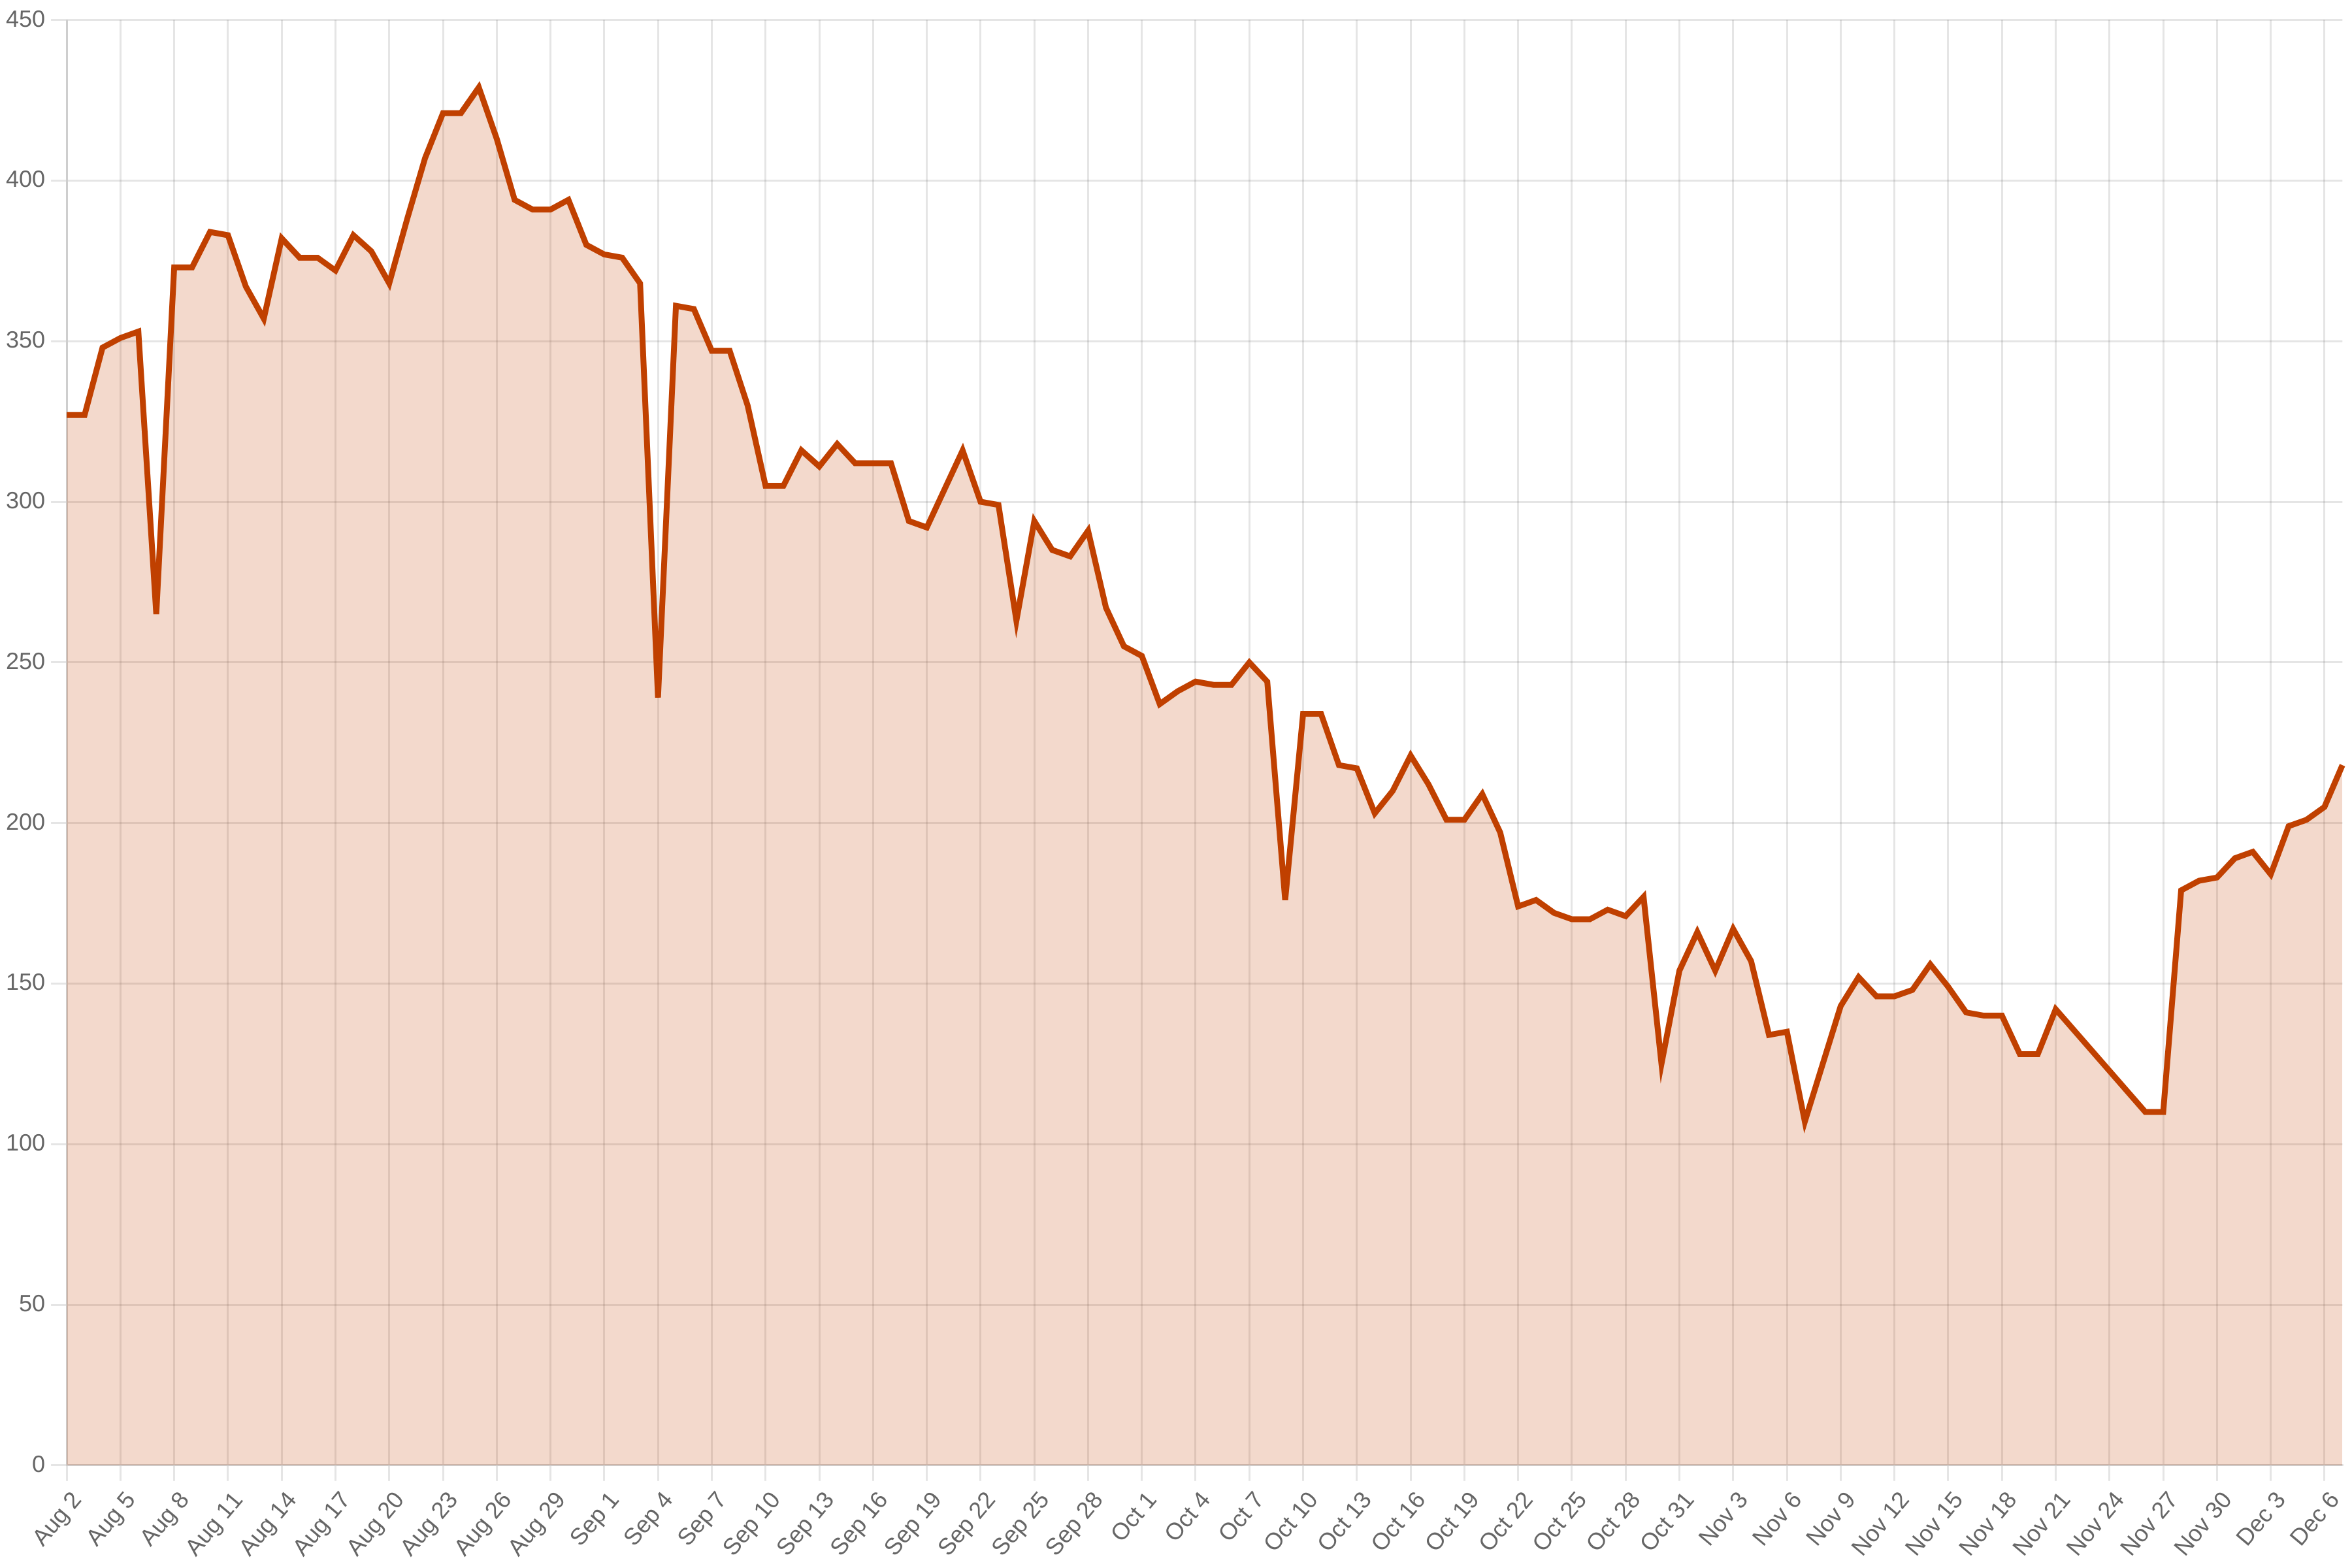 450
400
350
300
250
200
150
100
50
0
Aug 2
Aug 5
Aug 8
Aug 11
Aug 14
Aug 17
Aug 20
Aug 23
Aug 26
Aug 29
Sep 1
Sep 4
Sep 7
Sep 10
Sep 13
Sep 16
Sep 19
Sep 22
Sep 25
Sep 28
Oct 1
Oct 4
Oct 7
Oct 10
Oct 13
Oct 16
Oct 19
Oct 22
Oct 25
Oct 28
Oct 31
Nov 3
Nov 6
Nov 9
Nov 12
Nov 15
Nov 18
Nov 21
Nov 24
Nov 27
Nov 30
Dec 3
Dec 6